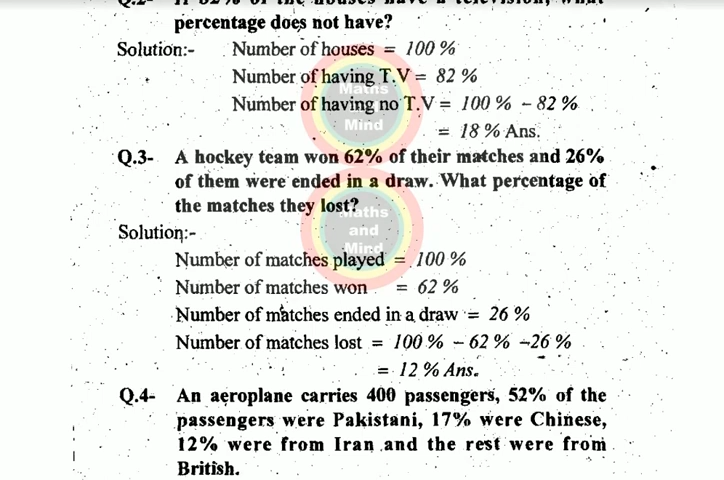 percentage does not have?
Solution:- Number of houses = 100 %
Number of having T.V = 82 %
Number of having no T.V = 100 % - 82 %
= 18 % Ans.
Q.3- A hockey team won 62% of their matches and 26%
of them were ended in a draw. What percentage of
the matches they lost?
Solution:-
Number of matches played = 100 %
Number of matches won = 62 %
Number of matches ended in a draw = 26 %
Number of matches lost = 100 % - 62 % -26 %
= 12 % Ans.
Q.4- An aeroplane carries 400 passengers, 52% of the
passengers were Pakistani, 17% were Chinese,
12% were from Iran and the rest were from
British.
Maths
Mind
Maths
and
Mind